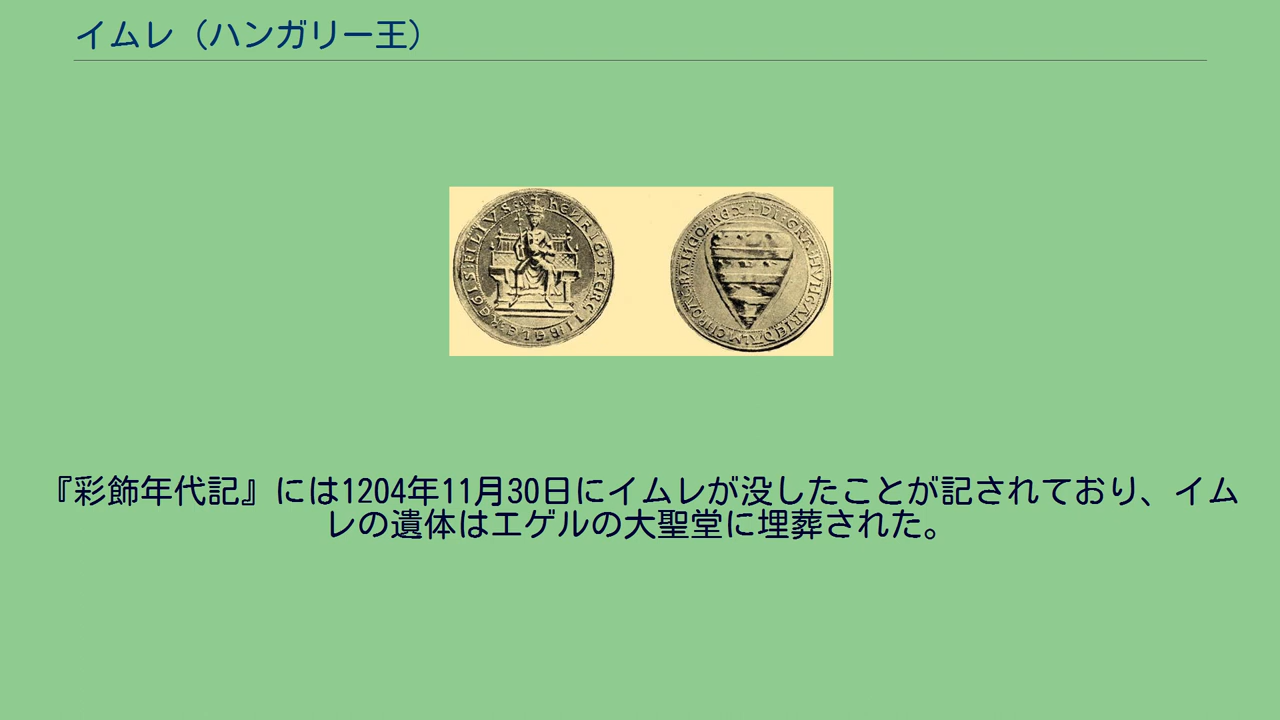 イムレ（ハンガリー王）
『彩飾年代記』には1204年11月30日にイムレが没したことが記されており、イム
レの遺体はエゲルの大聖堂に埋葬された。